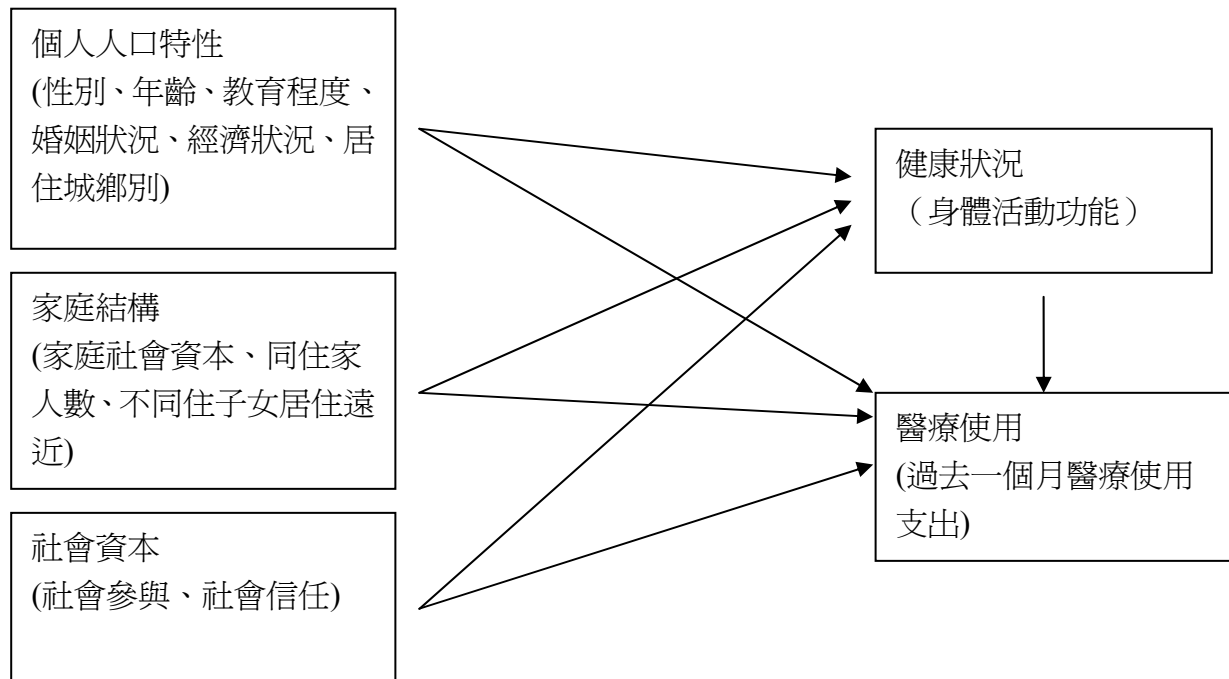 個人人口特性
(性別、年齡、教育程度、
婚姻狀況、經濟狀況、居
住城鄉別)
家庭結構
(家庭社會資本、同住家
人數、不同住子女居住遠
近)
社會資本
(社會參與、社會信任)
健康狀況
（身體活動功能）
醫療使用
(過去一個月醫療使用
支出)